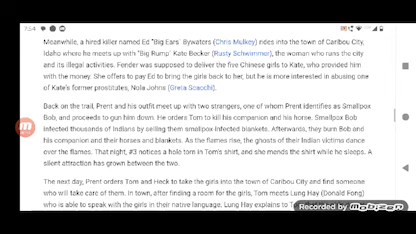 7:54
Meanwhile, a hired killer named Ed "Big Ears' Bywaters (Chris Mulkey) rides into the town of Caribou City,
Idaho where he meets up with "Big Rump' Kate Becker (Rusty Schwimmer), the woman who runs the city
and its illegal activities. Fender was supposed to deliver the five Chinese girls to Kate, who provided him
with the money. She offers to pay Ed to bring the girls back to her, but he is more interested in abusing one
of Kate's former prostitutes, Nola Johns (Greta Scacchi).
Back on the trail, Prent and his outfit meet up with two strangers, one of whom Prent identifies as Smallpox
Bob, and proceeds to gun him down. He orders Tom to kill his companion and his horse. Smallpox Bob
infected thousands of Indians by selling them smallpox infected blankets. Afterwards, they burn Bob and
his companion and their horses and blankets. As the flames rise, the ghosts of their Indian victims dance
over the flames. That night, #3 notices a hole torn in Tom's shirt, and she mends the shirt while he sleeps. A
silent attraction has grown between the two.
The next day, Prent orders Tom and Heck to take the girls into the town of Caribou City and find someone
who will take care of them. In town, after finding a room for the girls, Tom meets Lung Hay (Donald Fong)
who is able to speak with the girls in their native language. Lung Hay explains to
Recorded by
Mobizen